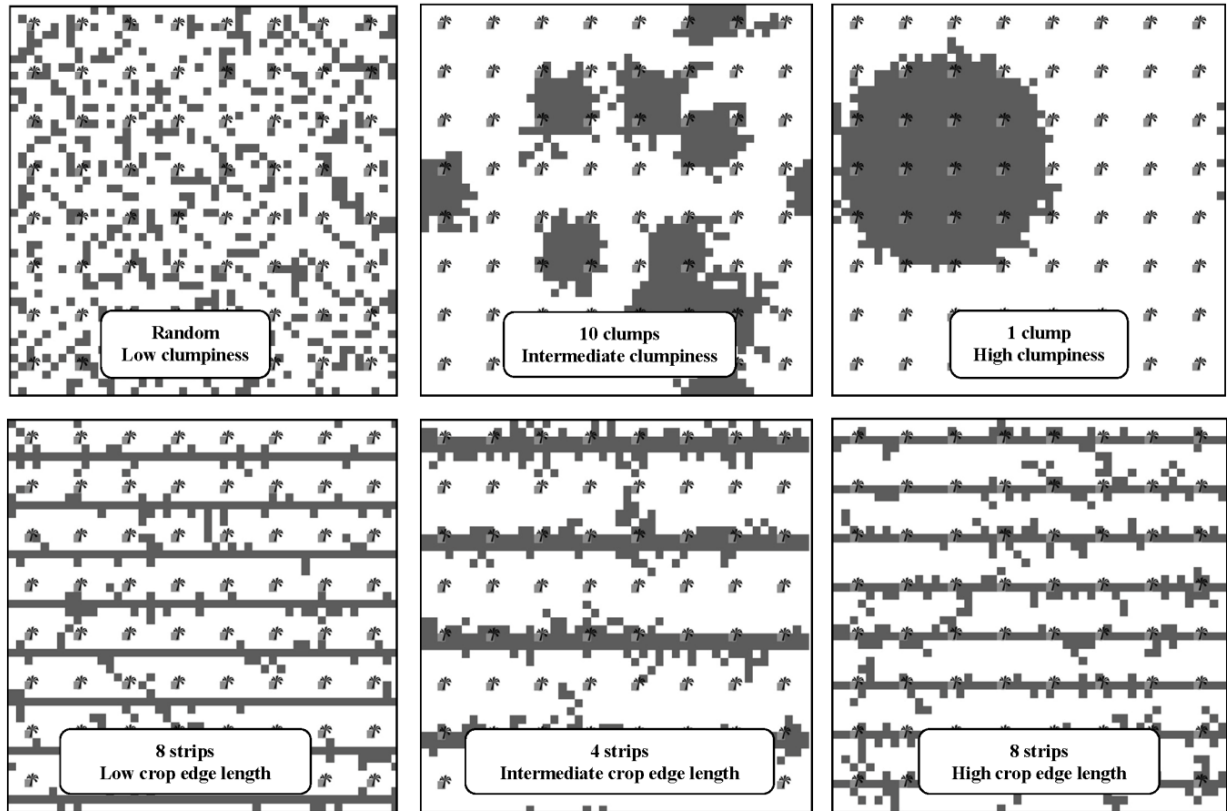 Random
Low clumpiness
10 clumps
Intermediate clumpiness
1 clump
High clumpiness
8 strips
Low crop edge length
4 strips
Intermediate crop edge length
8 strips
High crop edge length